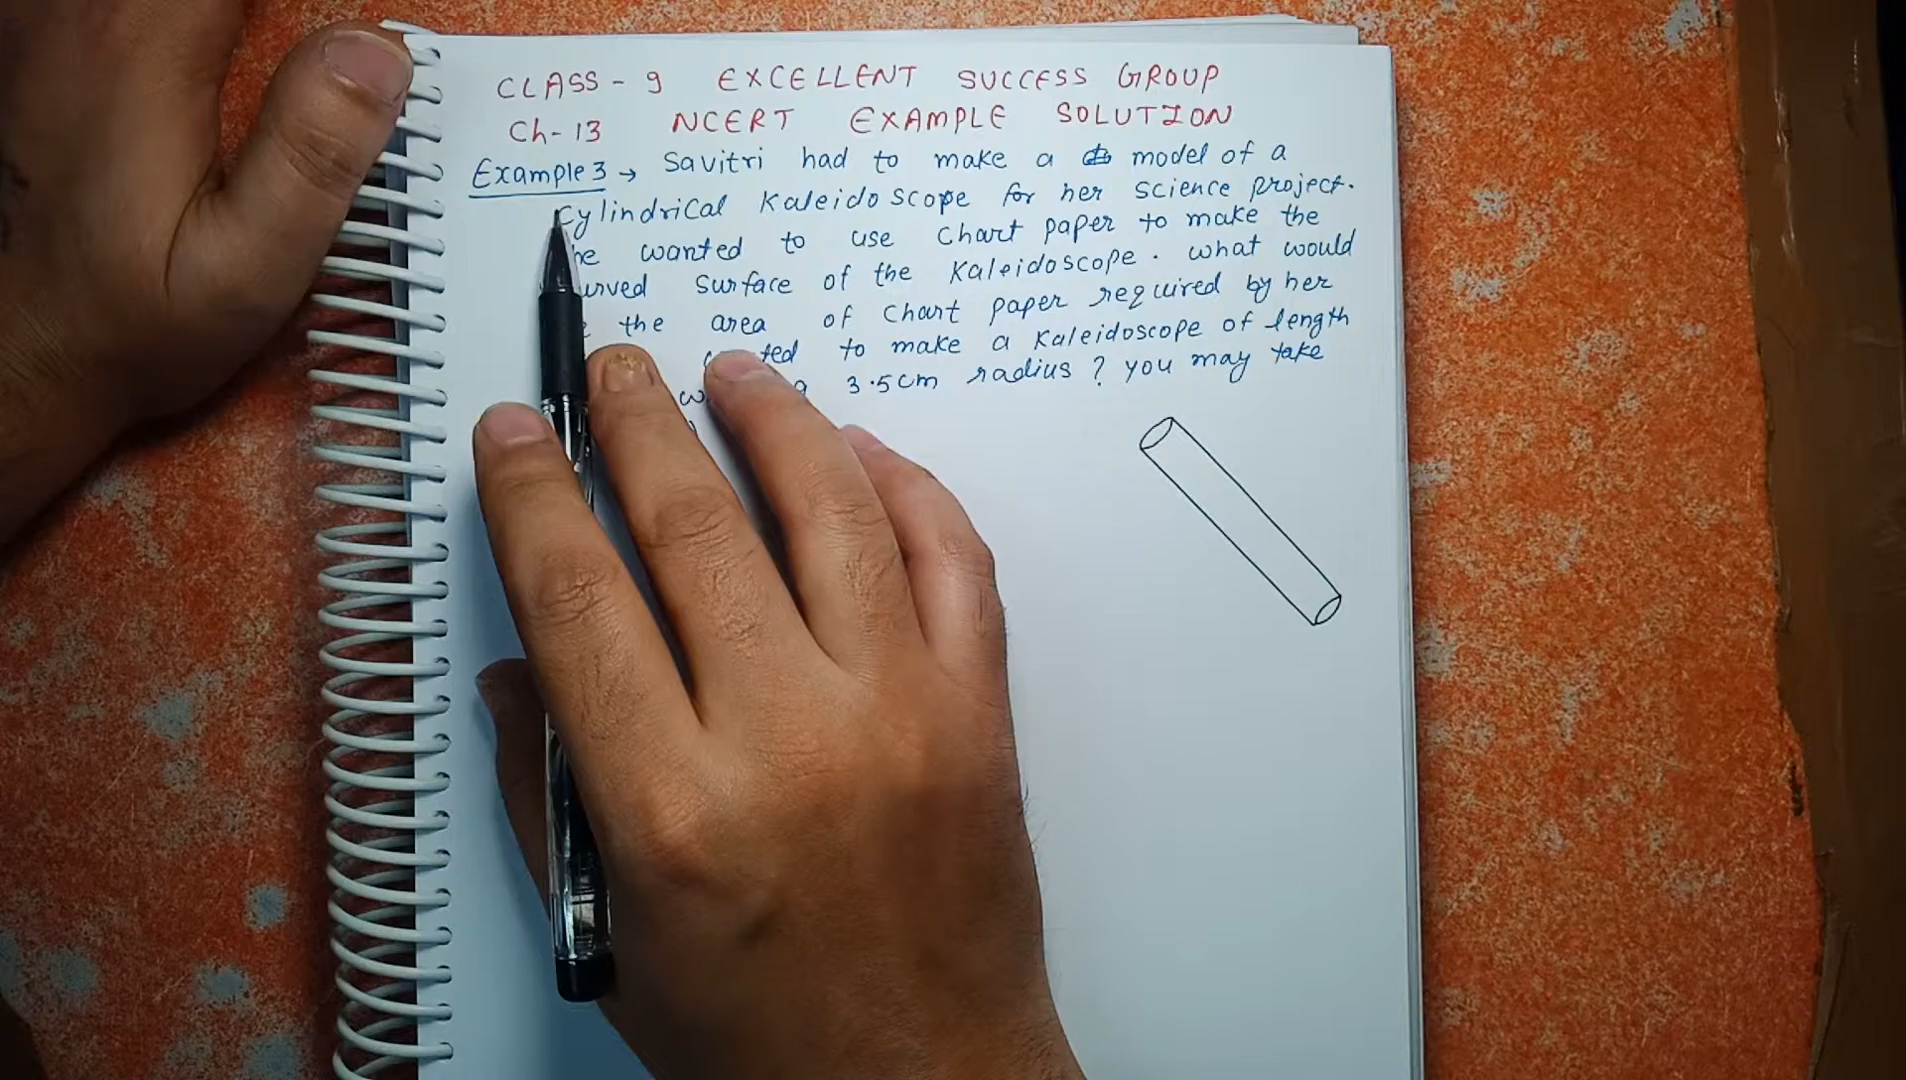 CLASS - 9 EXCELLENT SUCCESS GROUP
Ch-13 NCERT EXAMPLE SOLUTION
Example 3 → Savitri had to make a model of a
Cylindrical Kaleidoscope for her science project.
he wanted to use chart paper to make the
urved surface of the Kaleidoscope. what would
the area of chart paper required by her
ted to make a Kaleidoscope of length
3.5cm radius? you may take